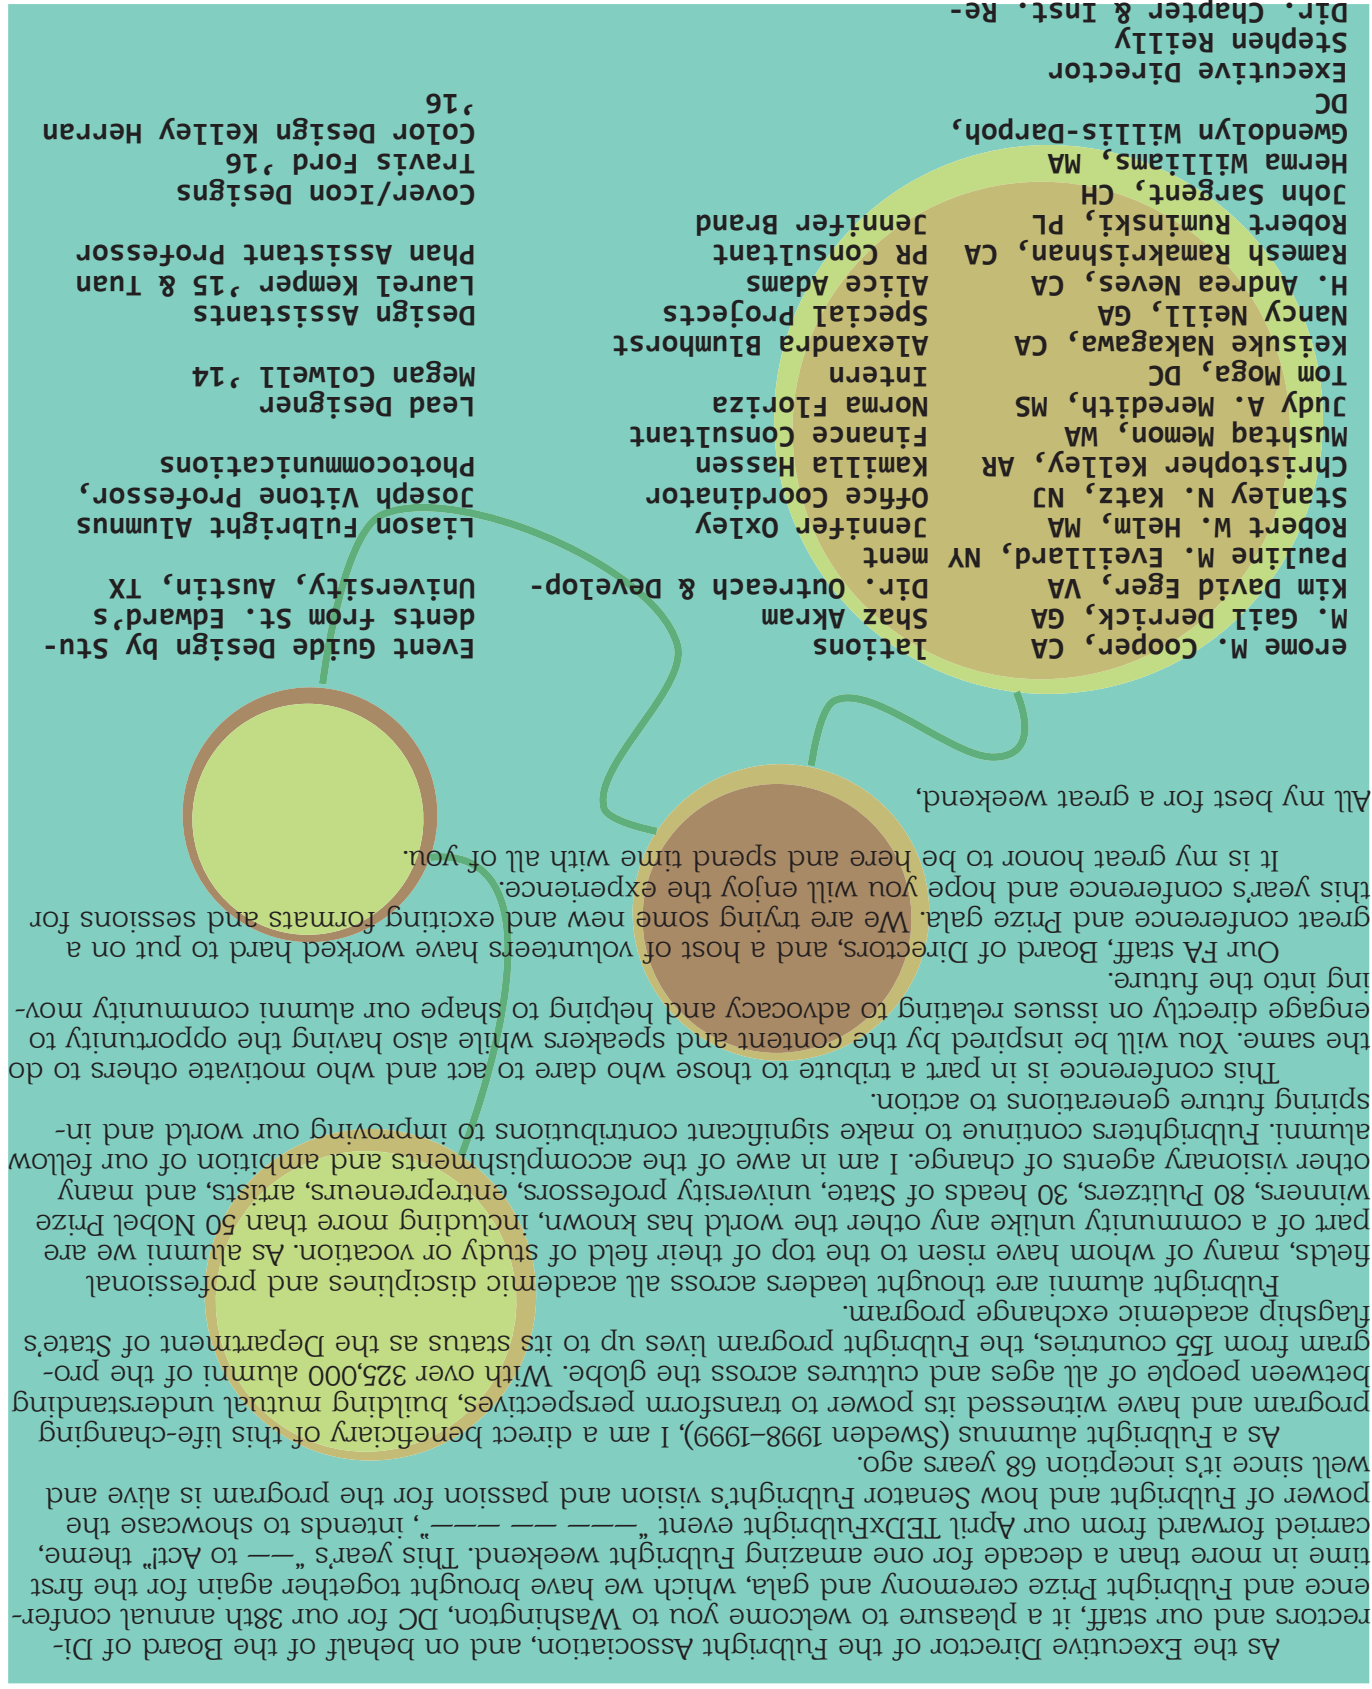 As the Executive Director of the Fulbright Association, and on behalf of the Board of Di-
rectors and our staff, it a pleasure to welcome you to Washington, DC for our 38th annual confer-
ence and Fulbright Prize ceremony and gala, which we have brought together again for the first
time in more than a decade for one amazing Fulbright weekend. This year's "—— to Act!" theme,
carried forward from our April TEDxFulbright event "——— —— ———", intends to showcase the
power of Fulbright and how Senator Fulbright's vision and passion for the program is alive and
well since it's inception 68 years ago.
As a Fulbright alumnus (Sweden 1998–1999), I am a direct beneficiary of this life-changing
program and have witnessed its power to transform perspectives, building mutual understanding
between people of all ages and cultures across the globe. With over 325,000 alumni of the pro-
gram from 155 countries, the Fulbright program lives up to its status as the Department of State's
flagship academic exchange program.
Fulbright alumni are thought leaders across all academic disciplines and professional
fields, many of whom have risen to the top of their field of study or vocation. As alumni we are
part of a community unlike any other the world has known, including more than 50 Nobel Prize
winners, 80 Pulitzers, 30 heads of State, university professors, entrepreneurs, artists, and many
other visionary agents of change. I am in awe of the accomplishments and ambition of our fellow
alumni. Fulbrighters continue to make significant contributions to improving our world and in-
spiring future generations to action.
This conference is in part a tribute to those who dare to act and who motivate others to do
the same. You will be inspired by the content and speakers while also having the opportunity to
engage directly on issues relating to advocacy and helping to shape our alumni community mov-
ing into the future.
Our FA staff, Board of Directors, and a host of volunteers have worked hard to put on a
great conference and Prize gala. We are trying some new and exciting formats and sessions for
this year's conference and hope you will enjoy the experience.
It is my great honor to be here and spend time with all of you.
All my best for a great weekend,
erome M. Cooper, CA
M. Gail Derrick, GA
Kim David Eger, VA
Pauline M. Eveillard, NY
Robert W. Helm, MA
Stanley N. Katz, NJ
Christopher Kelley, AR
Mushtaq Memon, WA
Judy A. Meredith, MS
Tom Moga, DC
Keisuke Nakagawa, CA
Nancy Neill, GA
H. Andrea Neves, CA
Ramesh Ramakrishnan, CA
Robert Ruminski, PL
John Sargent, CH
Herma Williams, MA
Gwendolyn Willis-Darpoh,
DC
Executive Director
Stephen Reilly
Dir. Chapter & Inst. Re-
lations
Shaz Akram
Dir. Outreach & Develop-
ment
Jennifer Oxley
Office Coordinator
Kamilla Hassen
Finance Consultant
Norma Floriza
Intern
Alexandra Blumhorst
Special Projects
Alice Adams
PR Consultant
Jennifer Brand
Event Guide Design by Stu-
dents from St. Edward's
University, Austin, TX
Liason Fulbright Alumnus
Joseph Vitone Professor,
Photocommunications
Lead Designer
Megan Colwell '14
Design Assistants
Laurel Kemper '15 & Tuan
Phan Assistant Professor
Cover/Icon Designs
Travis Ford '16
Color Design Kelley Herran
'16